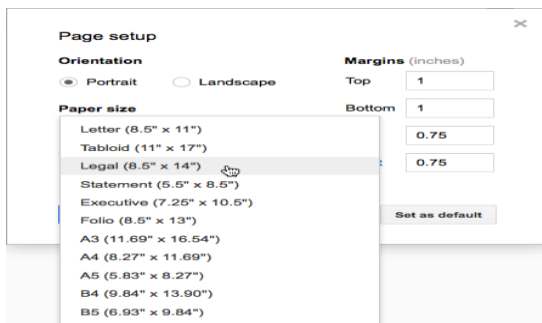 ×
Page setup
Orientation
Margins (inches)
Portrait
Landscape
Top
1
Paper size
Bottom
1
Letter (8.5" x 11")
Tabloid (11" x 17")
0.75
Legal (8.5" x 14")
0.75
Statement (5.5" x 8.5")
Executive (7.25" x 10.5")
Folio (8.5" x 13")
Set as default
A3 (11.69" x 16.54")
A4 (8.27" x 11.69")
A5 (5.83" x 8.27")
B4 (9.84" x 13.90")
B5 (6.93" x 9.84")